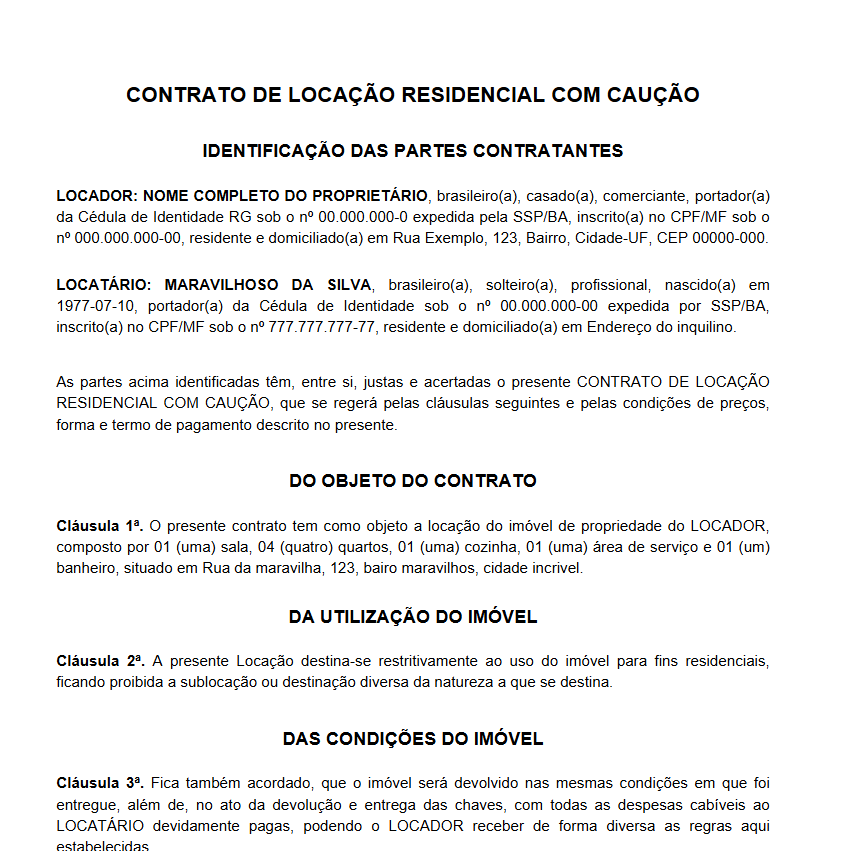 CONTRATO DE LOCAÇÃO RESIDENCIAL COM CAUÇÃO
IDENTIFICAÇÃO DAS PARTES CONTRATANTES
LOCADOR: NOME COMPLETO DO PROPRIETÁRIO, brasileiro(a), casado(a), comerciante, portador(a)
da Cédula de Identidade RG sob o nº 00.000.000-0 expedida pela SSP/BA, inscrito(a) no CPF/MF sob o
nº 000.000.000-00, residente e domiciliado(a) em Rua Exemplo, 123, Bairro, Cidade-UF, CEP 00000-000.
LOCATÁRIO: MARAVILHOSO DA SILVA, brasileiro(a), solteiro(a), profissional, nascido(a) em
1977-07-10, portador(a) da Cédula de Identidade sob o nº 00.000.000-00 expedida por SSP/BA,
inscrito(a) no CPF/MF sob o nº 777.777.777-77, residente e domiciliado(a) em Endereço do inquilino.
As partes acima identificadas têm, entre si, justas e acertadas o presente CONTRATO DE LOCAÇÃO
RESIDENCIAL COM CAUÇÃO, que se regerá pelas cláusulas seguintes e pelas condições de preços,
forma e termo de pagamento descrito no presente.
DO OBJETO DO CONTRATO
Cláusula 1ª. O presente contrato tem como objeto a locação do imóvel de propriedade do LOCADOR,
composto por 01 (uma) sala, 04 (quatro) quartos, 01 (uma) cozinha, 01 (uma) área de serviço e 01 (um)
banheiro, situado em Rua da maravilha, 123, bairo maravilhos, cidade incrivel.
DA UTILIZAÇÃO DO IMÓVEL
Cláusula 2ª. A presente Locação destina-se restritivamente ao uso do imóvel para fins residenciais,
ficando proibida a sublocação ou destinação diversa da natureza a que se destina.
DAS CONDIÇÕES DO IMÓVEL
Cláusula 3ª. Fica também acordado, que o imóvel será devolvido nas mesmas condições em que foi
entregue, além de, no ato da devolução e entrega das chaves, com todas as despesas cabíveis ao
LOCATÁRIO devidamente pagas, podendo o LOCADOR receber de forma diversa as regras aqui
estabelecidas